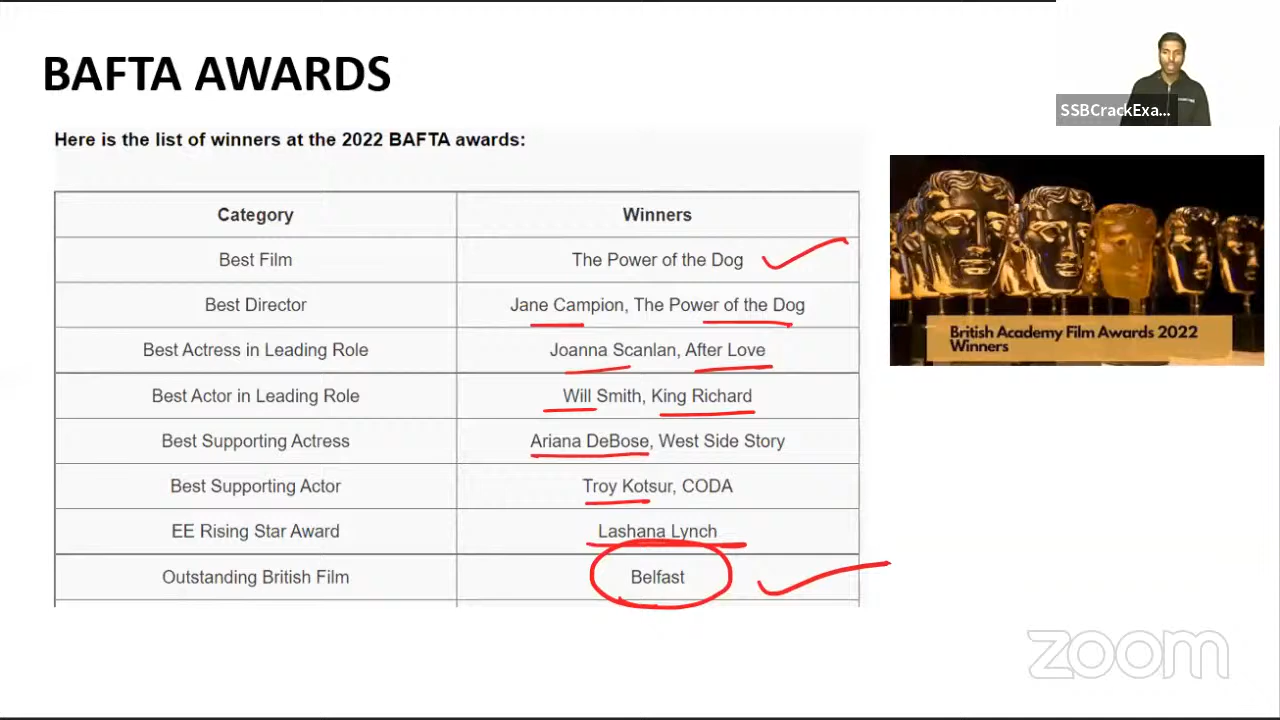 BAFTA AWARDS
SSBCrackExa...
Here is the list of winners at the 2022 BAFTA awards:
Category Winners
Best Film The Power of the Dog
Best Director Jane Campion, The Power of the Dog
Best Actress in Leading Role Joanna Scanlan, After Love
Best Actor in Leading Role Will Smith, King Richard
Best Supporting Actress Ariana DeBose, West Side Story
Best Supporting Actor Troy Kotsur, CODA
EE Rising Star Award Lashana Lynch
Outstanding British Film Belfast
British Academy Film Awards 2022
Winners
zoom